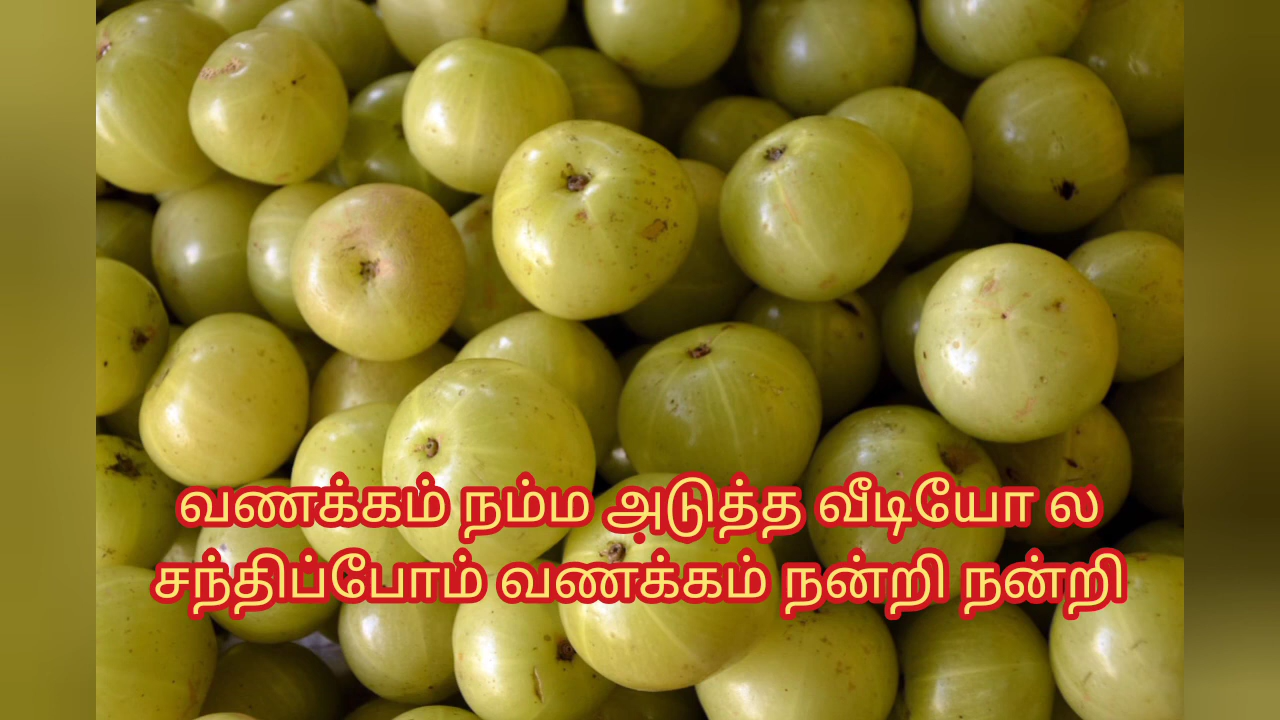 வணக்கம் நம்ம அடுத்த வீடியோ ல
சந்திப்போம் வணக்கம் நன்றி நன்றி